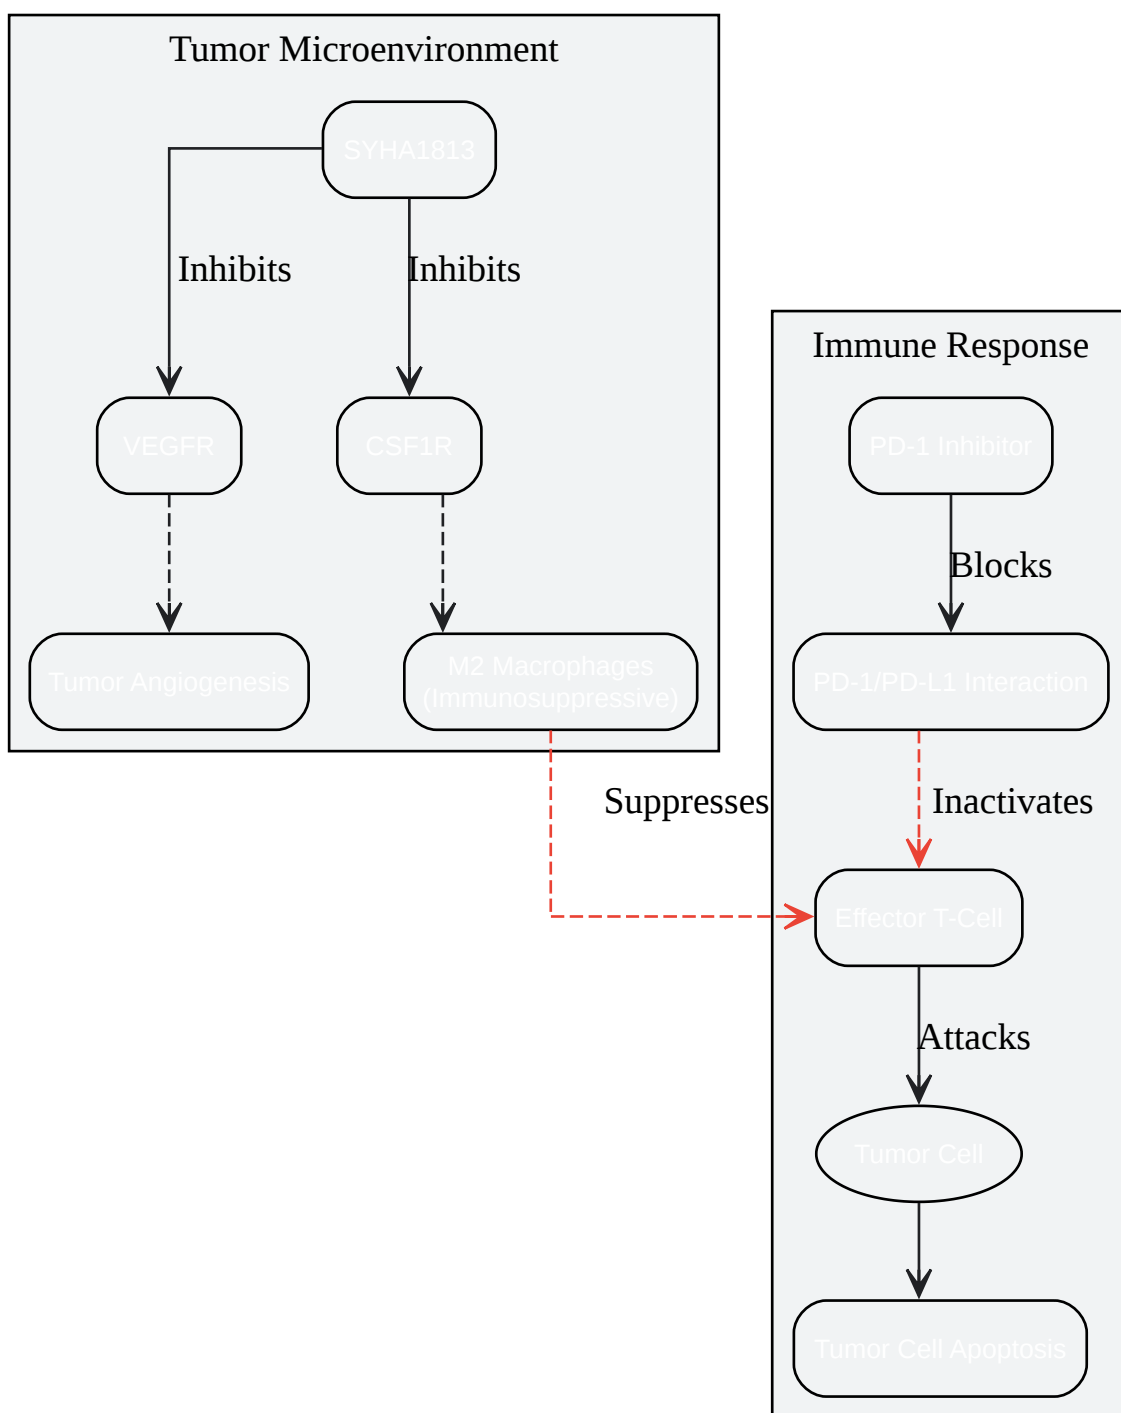 Tumor Microenvironment
SYHA1813
Inhibits
Inhibits
VEGFR
CSF1R
Tumor Angiogenesis
M2 Macrophages
(Immunosuppressive)
Suppresses
Immune Response
PD-1 Inhibitor
Blocks
PD-1/PD-L1 Interaction
Inactivates
Effector T-Cell
Attacks
Tumor Cell
Tumor Cell Apoptosis